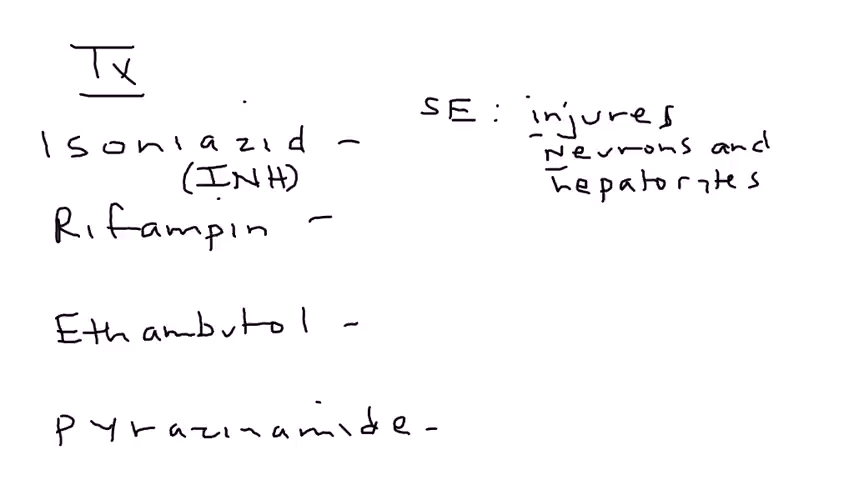 Tx
Isoniazid - SE: injures
(INH) Neurons and
hepatocytes
Rifampin -
Ethambutol -
Pyrazinamide -